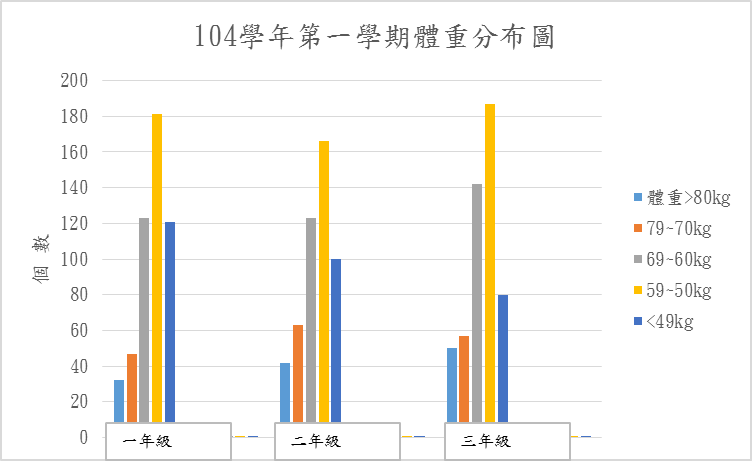 104學年第一學期體重分布圖
個數
200
180
160
140
120
100
80
60
40
20
0
一年級 二年級 三年級
體重>80kg
79~70kg
69~60kg
59~50kg
<49kg